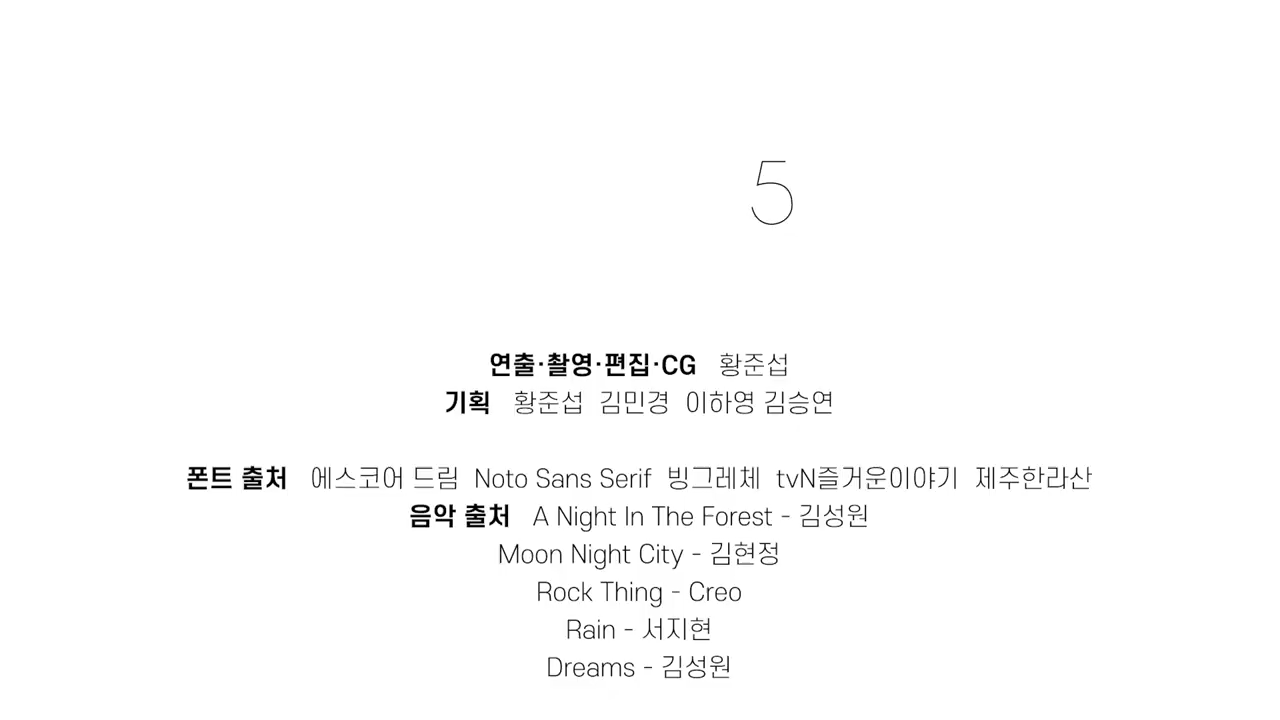 5
연출·촬영·편집·CG 황준섭
기획 황준섭 김민경 이하영 김승연
폰트 출처 에스코어 드림 Noto Sans Serif 빙그레체 tvN즐거운이야기 제주한라산
음악 출처 A Night In The Forest - 김성원
Moon Night City - 김현정
Rock Thing - Creo
Rain - 서지현
Dreams - 김성원